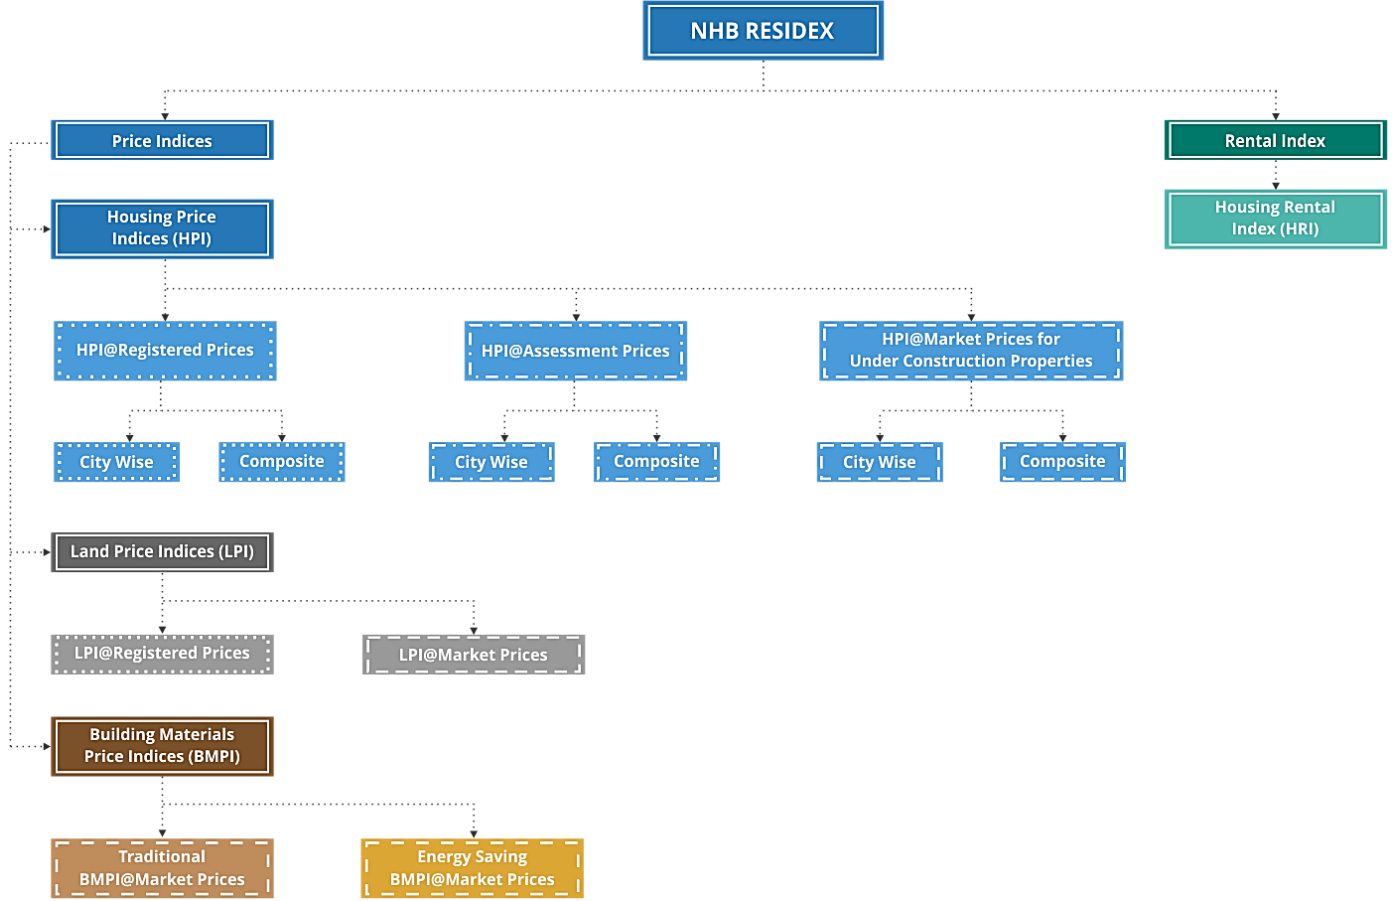 NHB RESIDEX
Price Indices
Rental Index
Housing Price
Indices (HPI)
Housing Rental
Index (HRI)
HPI@Registered Prices
HPI@Assessment Prices
HPI@Market Prices for
Under Construction Properties
City Wise
Composite
City Wise
Composite
City Wise
Composite
Land Price Indices (LPI)
LPI@Registered Prices
LPI@Market Prices
Building Materials
Price Indices (BMPI)
Traditional
BMPI@Market Prices
Energy Saving
BMPI@Market Prices